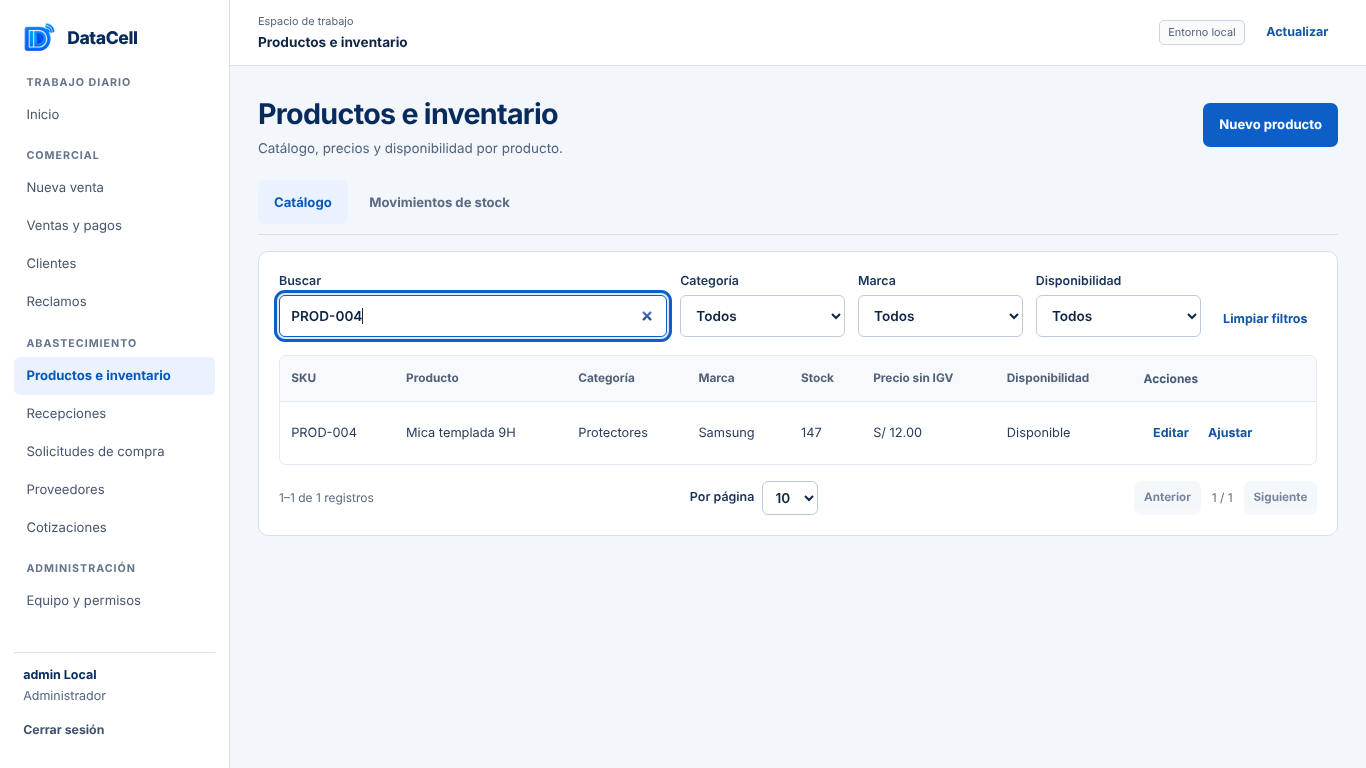 DataCell
TRABAJO DIARIO
Inicio
COMERCIAL
Nueva venta
Ventas y pagos
Clientes
Reclamos
ABASTECIMIENTO
Productos e inventario
Recepciones
Solicitudes de compra
Proveedores
Cotizaciones
ADMINISTRACIÓN
Equipo y permisos
admin Local
Administrador
Cerrar sesión
Espacio de trabajo
Productos e inventario
Entorno local
Actualizar
Productos e inventario
Catálogo, precios y disponibilidad por producto.
Nuevo producto
Catálogo
Movimientos de stock
Buscar
PROD-004
Categoría
Todos
Marca
Todos
Disponibilidad
Todos
Limpiar filtros
SKU Producto Categoría Marca Stock Precio sin IGV Disponibilidad Acciones
PROD-004 Mica templada 9H Protectores Samsung 147 S/ 12.00 Disponible Editar Ajustar
1–1 de 1 registros
Por página 10
Anterior 1 / 1 Siguiente